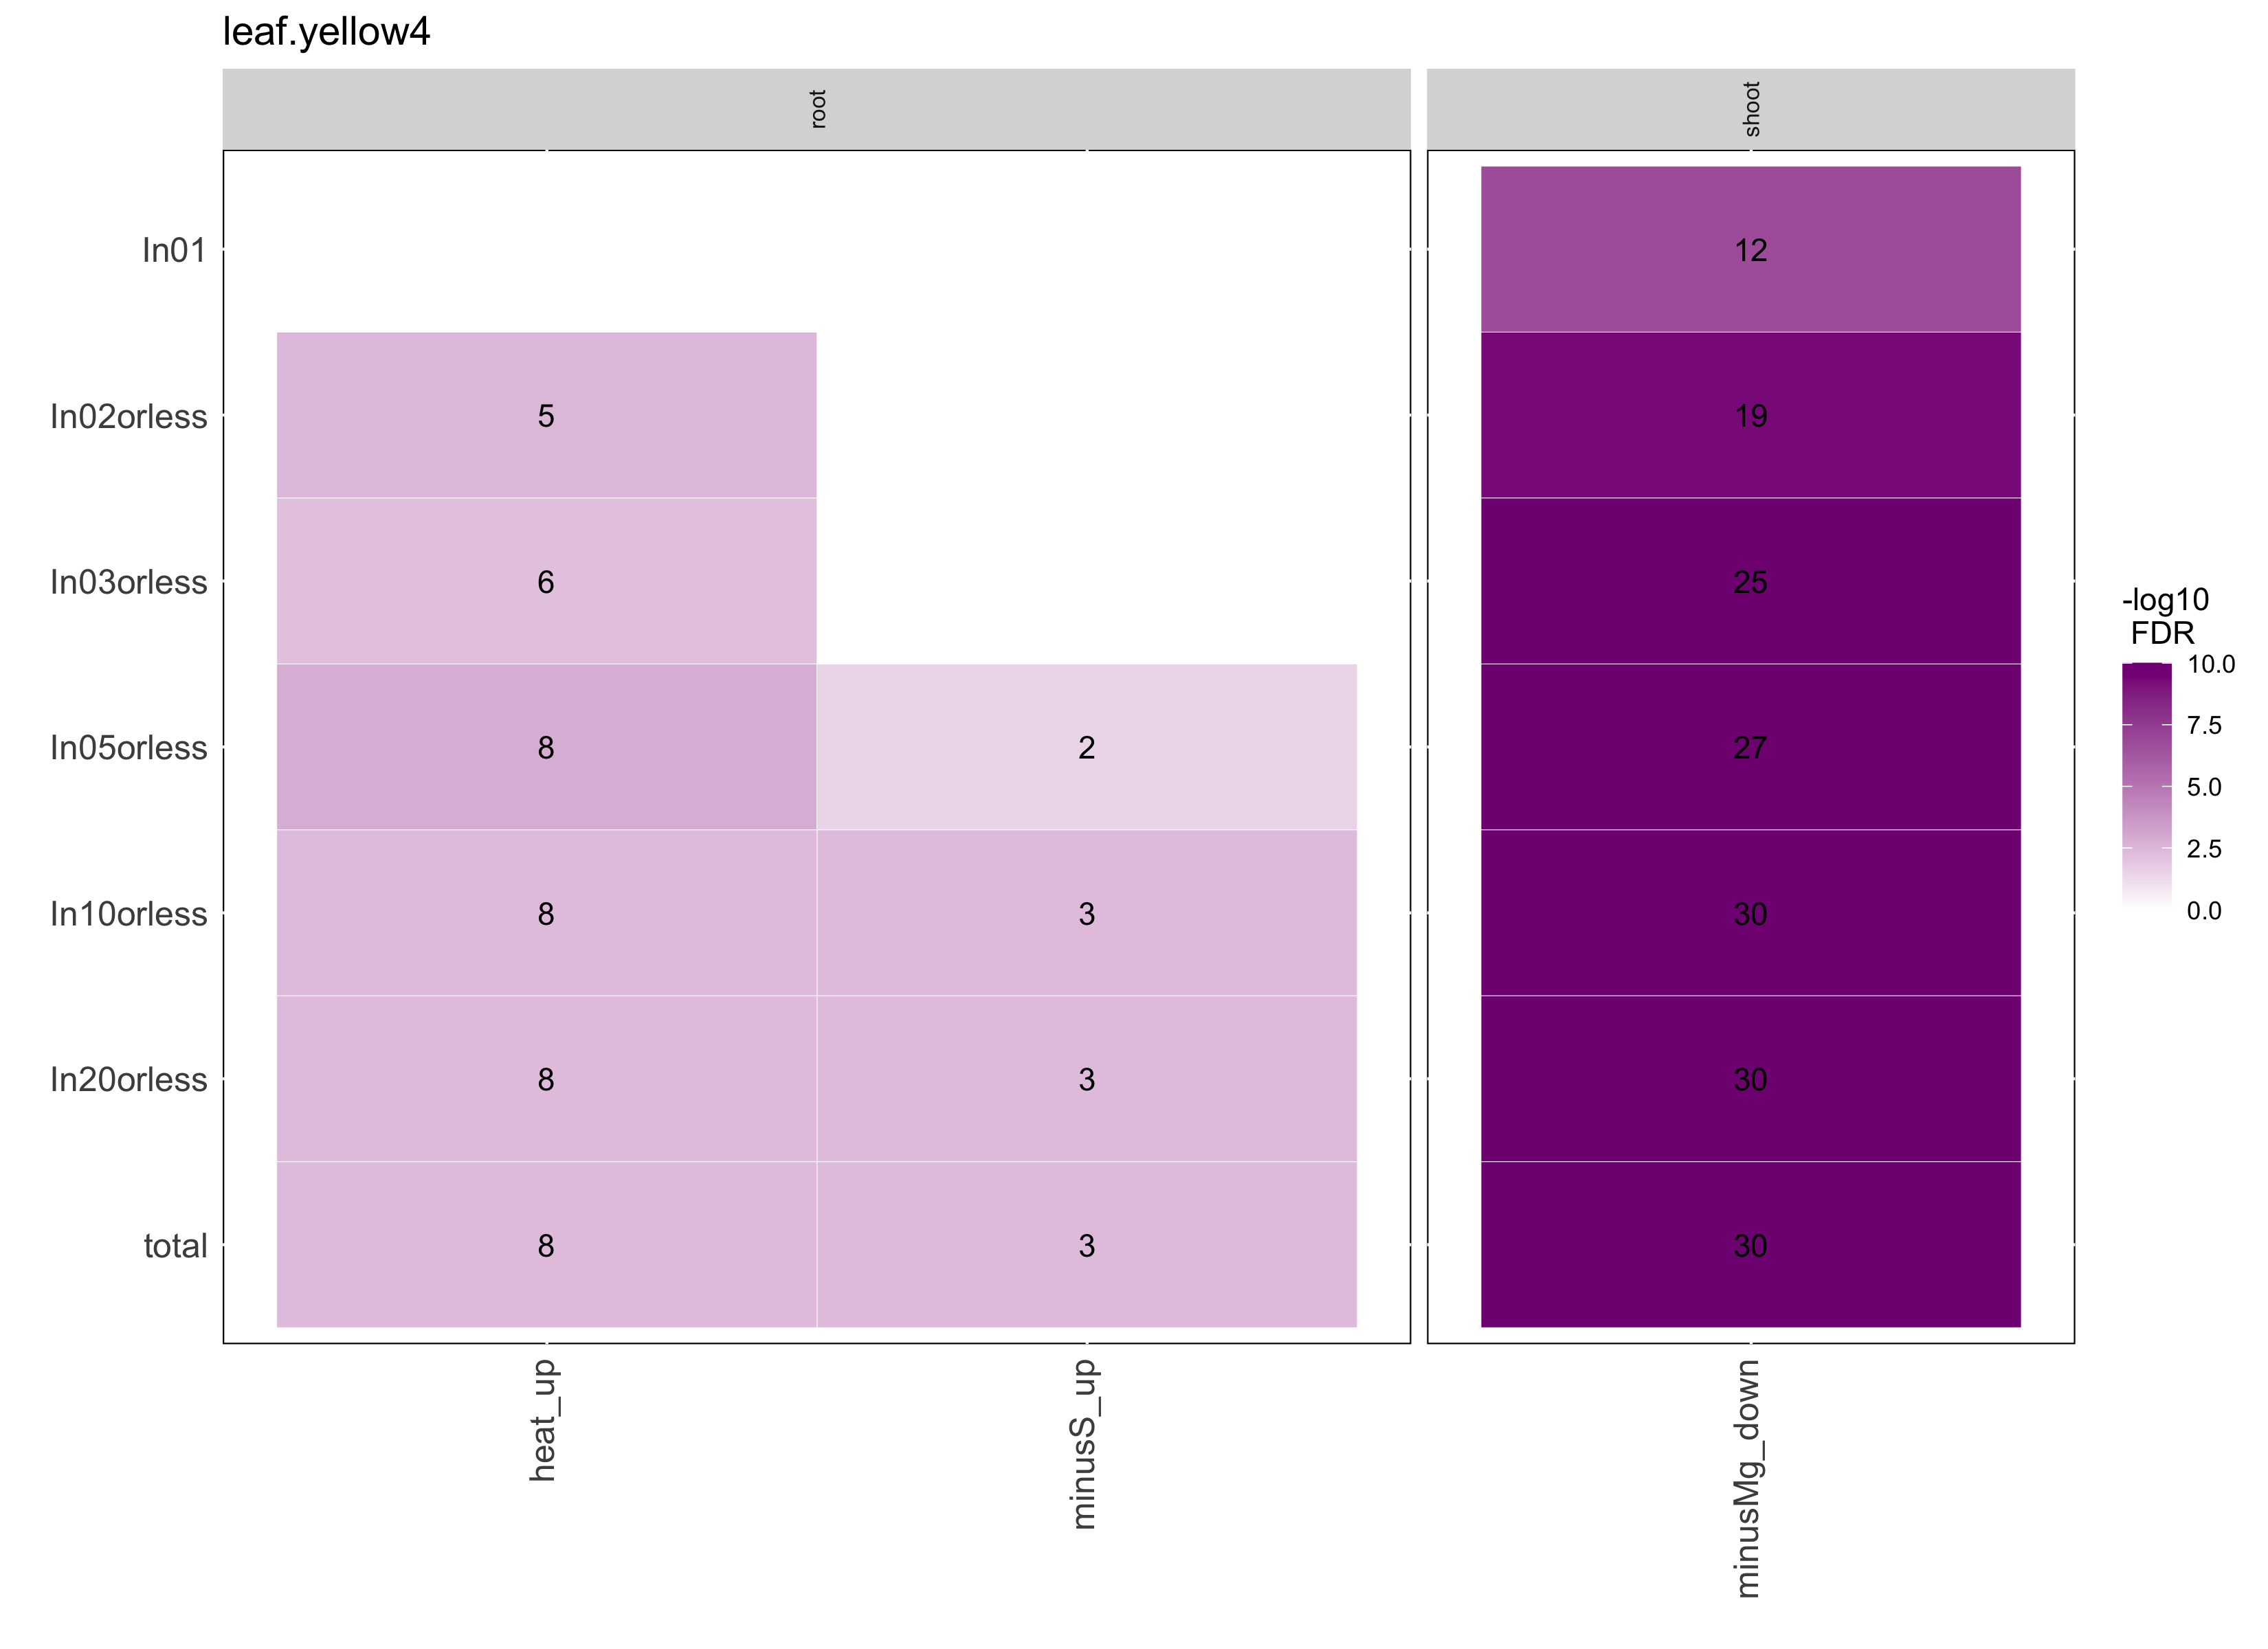 leaf.yellow4
root
shoot
In01
12
In02orless
5
19
In03orless
6
25
In05orless
8
2
27
In10orless
8
3
30
In20orless
8
3
30
total
8
3
30
heat_up
minusS_up
minusMg_down
-log10
FDR
10.0
7.5
5.0
2.5
0.0